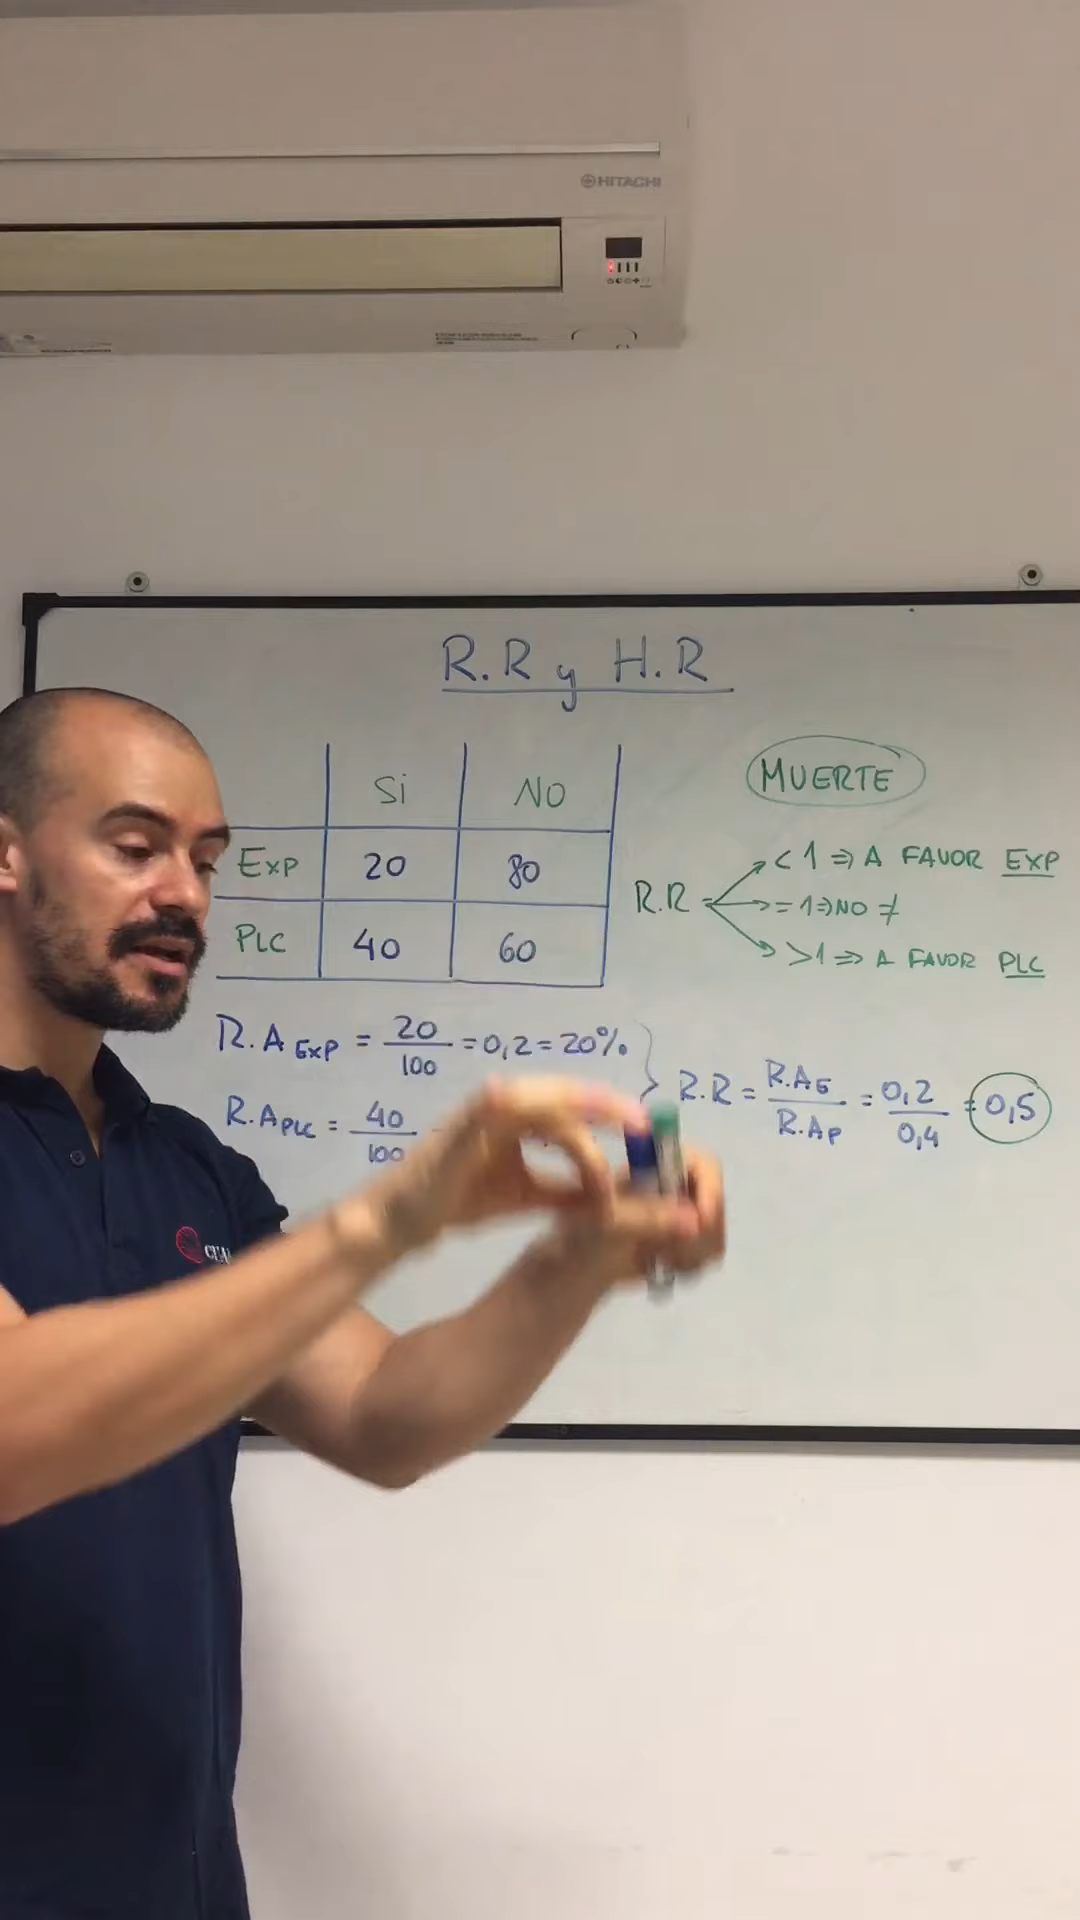 HITACHI
R.R y H.R
Si NO
MUERTE
EXP 20 80
R.R = < 1 => A FAVOR EXP
= 1 => NO ≠
> 1 => A FAVOR PLC
PLC 40 60
R.A EXP = 20/100 = 0,2 = 20%
R.A PLC = 40/100
R.R = R.AE/R.AP = 0,2/0,4 = 0,5